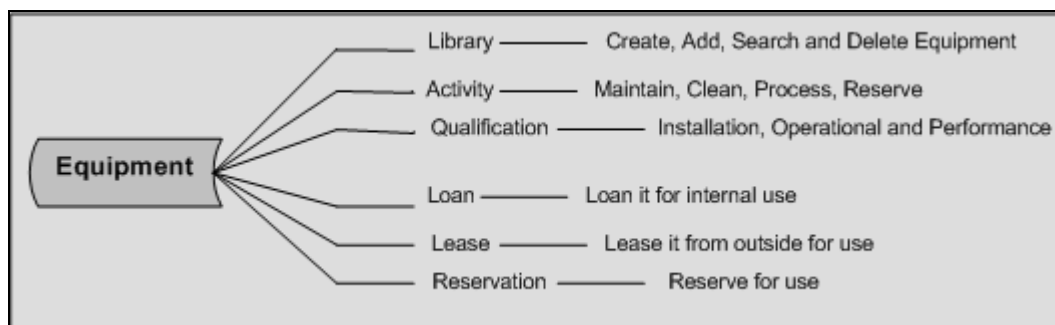 Library Create, Add, Search and Delete Equipment
Activity Maintain, Clean, Process, Reserve
Qualification Installation, Operational and Performance
Equipment
Loan Loan it for internal use
Lease Lease it from outside for use
Reservation Reserve for use